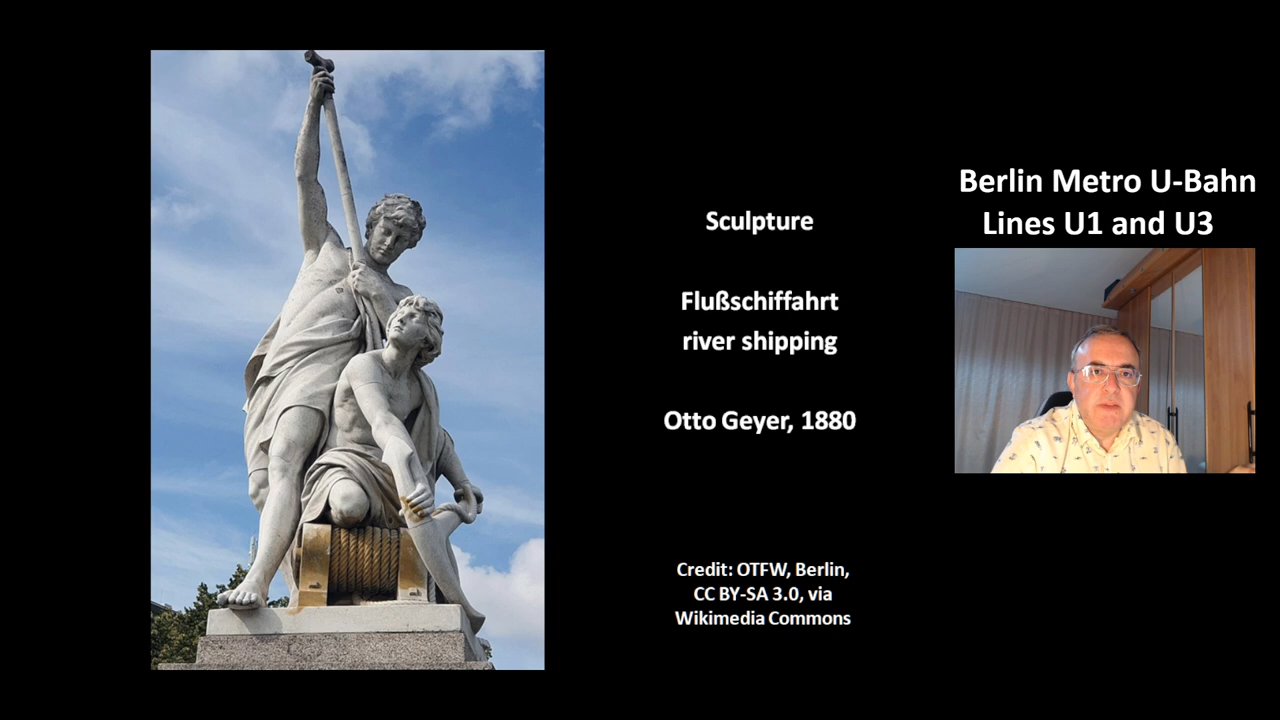 Sculpture
Flußschiffahrt
river shipping
Otto Geyer, 1880
Credit: OTFW, Berlin,
CC BY-SA 3.0, via
Wikimedia Commons
Berlin Metro U-Bahn
Lines U1 and U3